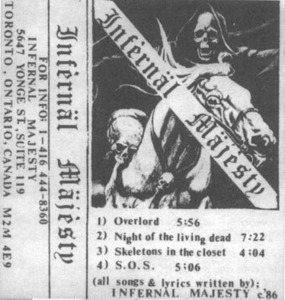 FOR INFO: 1-416 444-8360
INFERNAL MAJESTY
5647 YONGE ST., SUITE 119
TORONTO, ONTARIO, CANADA M2M 4E9
Infernäl Mäjesty
Infernäl Mäjesty
1) Overlord 5:56
2) Night of the living dead 7:22
3) Skeletons in the closet 4:04
4) S.O.S. 5:06
(all songs & lyrics written by);
INFERNAL MAJESTY c.86